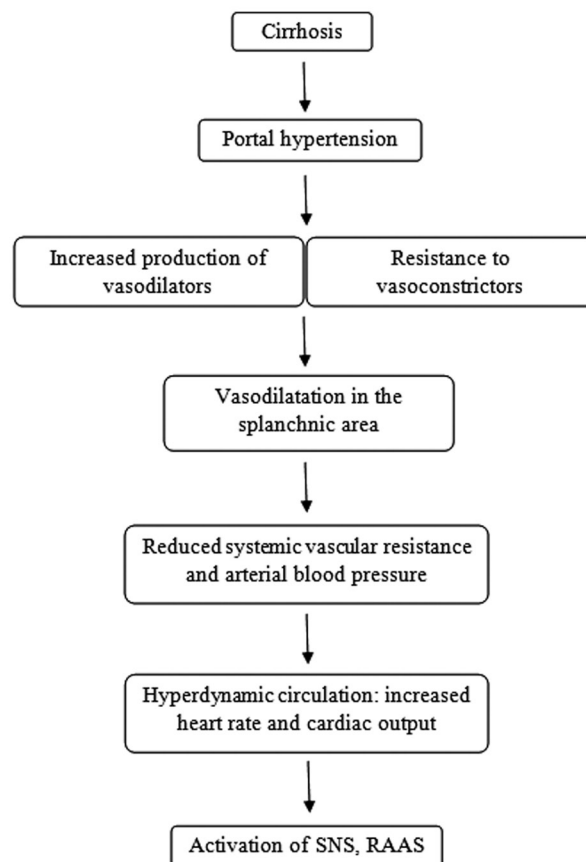 Cirrhosis
Portal hypertension
Increased production of
vasodilators
Resistance to
vasoconstrictors
Vasodilatation in the
splanchnic area
Reduced systemic vascular resistance
and arterial blood pressure
Hyperdynamic circulation: increased
heart rate and cardiac output
Activation of SNS, RAAS